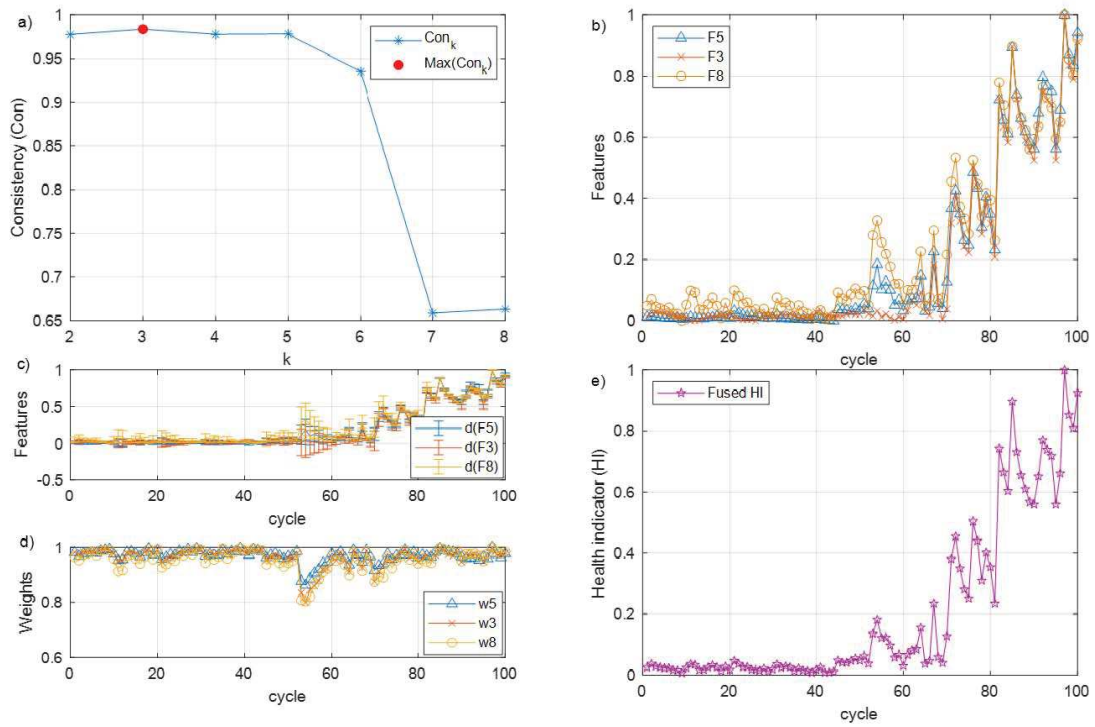 a)
1
0.95
0.9
0.85
0.8
0.75
0.7
0.65
Consistency (Con)
2 3 4 5 6 7 8
k
Con_k
Max(Con_k)
b)
1
0.8
0.6
0.4
0.2
0
Features
0 20 40 60 80 100
cycle
F5
F3
F8
c)
1
0.5
0
-0.5
Features
0 20 40 60 80 100
cycle
d(F5)
d(F3)
d(F8)
d)
1
0.8
0.6
Weights
0 20 40 60 80 100
cycle
w5
w3
w8
e)
1
0.8
0.6
0.4
0.2
0
Health indicator (HI)
0 20 40 60 80 100
cycle
Fused HI